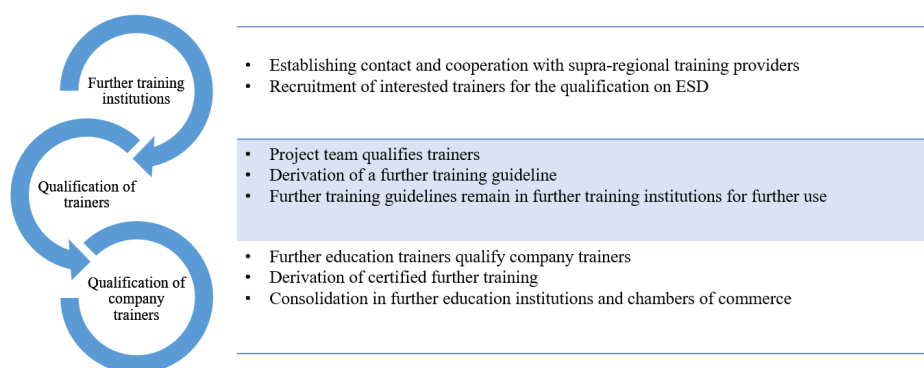 Further training
institutions
• Establishing contact and cooperation with supra-regional training providers
• Recruitment of interested trainers for the qualification on ESD
Qualification of
trainers
• Project team qualifies trainers
• Derivation of a further training guideline
• Further training guidelines remain in further training institutions for further use
Qualification of
company
trainers
• Further education trainers qualify company trainers
• Derivation of certified further training
• Consolidation in further education institutions and chambers of commerce